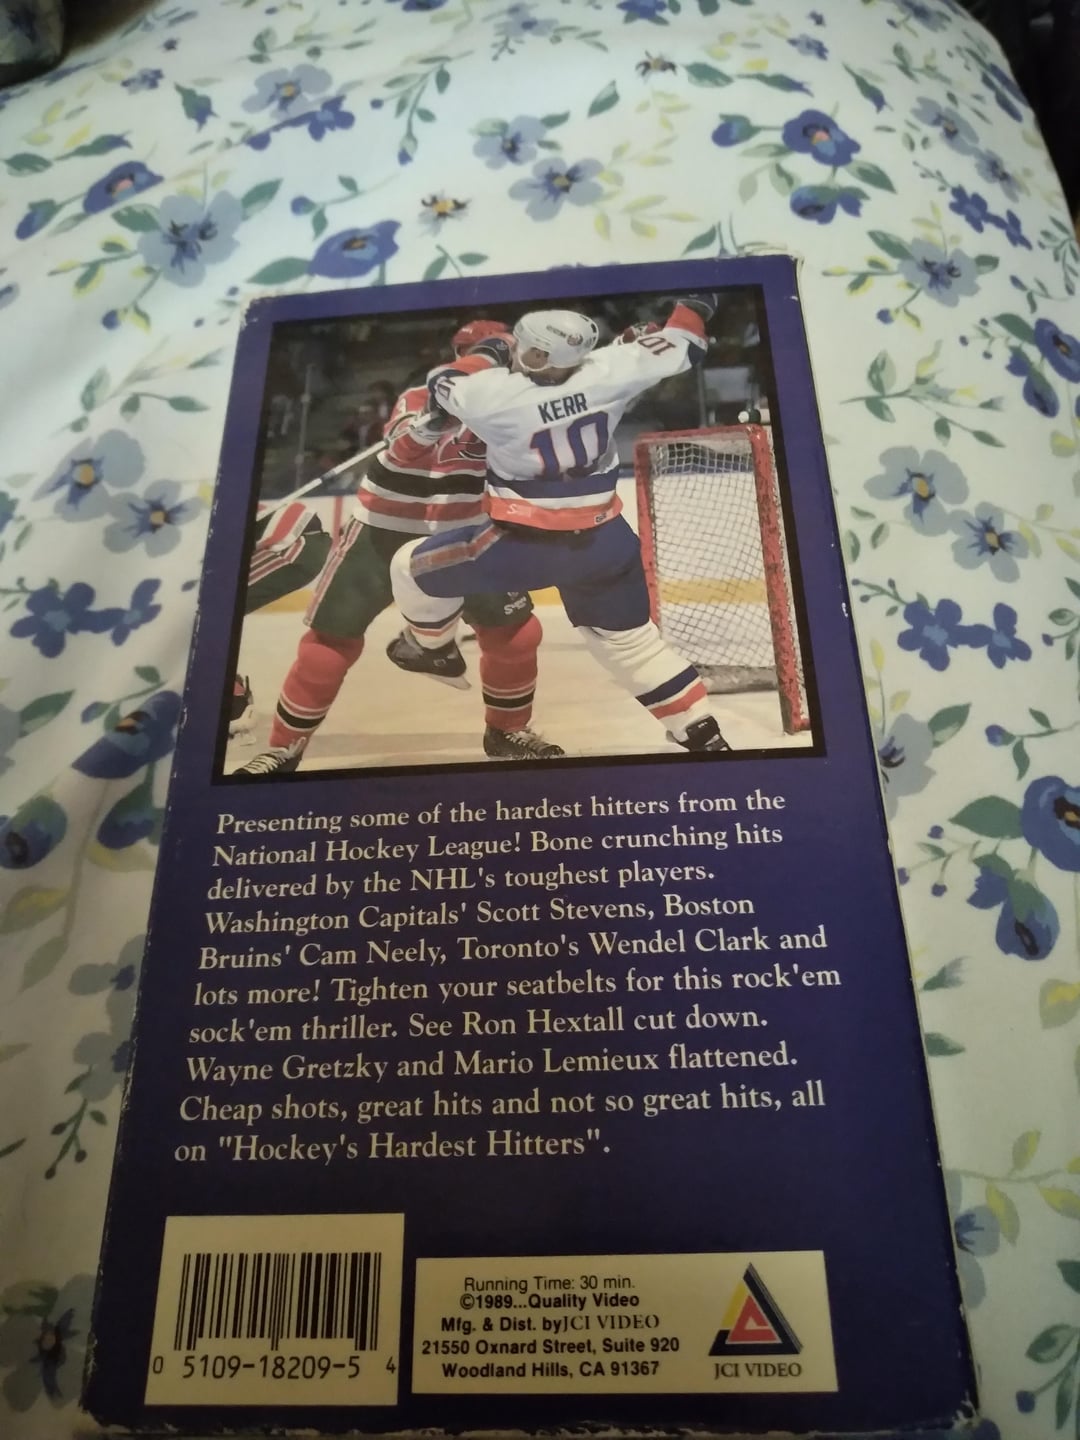 CCM
10
KERR
10
Presenting some of the hardest hitters from the
National Hockey League! Bone crunching hits
delivered by the NHL's toughest players.
Washington Capitals' Scott Stevens, Boston
Bruins' Cam Neely, Toronto's Wendel Clark and
lots more! Tighten your seatbelts for this rock'em
sock'em thriller. See Ron Hextall cut down.
Wayne Gretzky and Mario Lemieux flattened.
Cheap shots, great hits and not so great hits, all
on "Hockey's Hardest Hitters".
0 5109-18209-5 4
Running Time: 30 min.
©1989...Quality Video
Mfg. & Dist. byJCI VIDEO
21550 Oxnard Street, Suite 920
Woodland Hills, CA 91367
JCI VIDEO